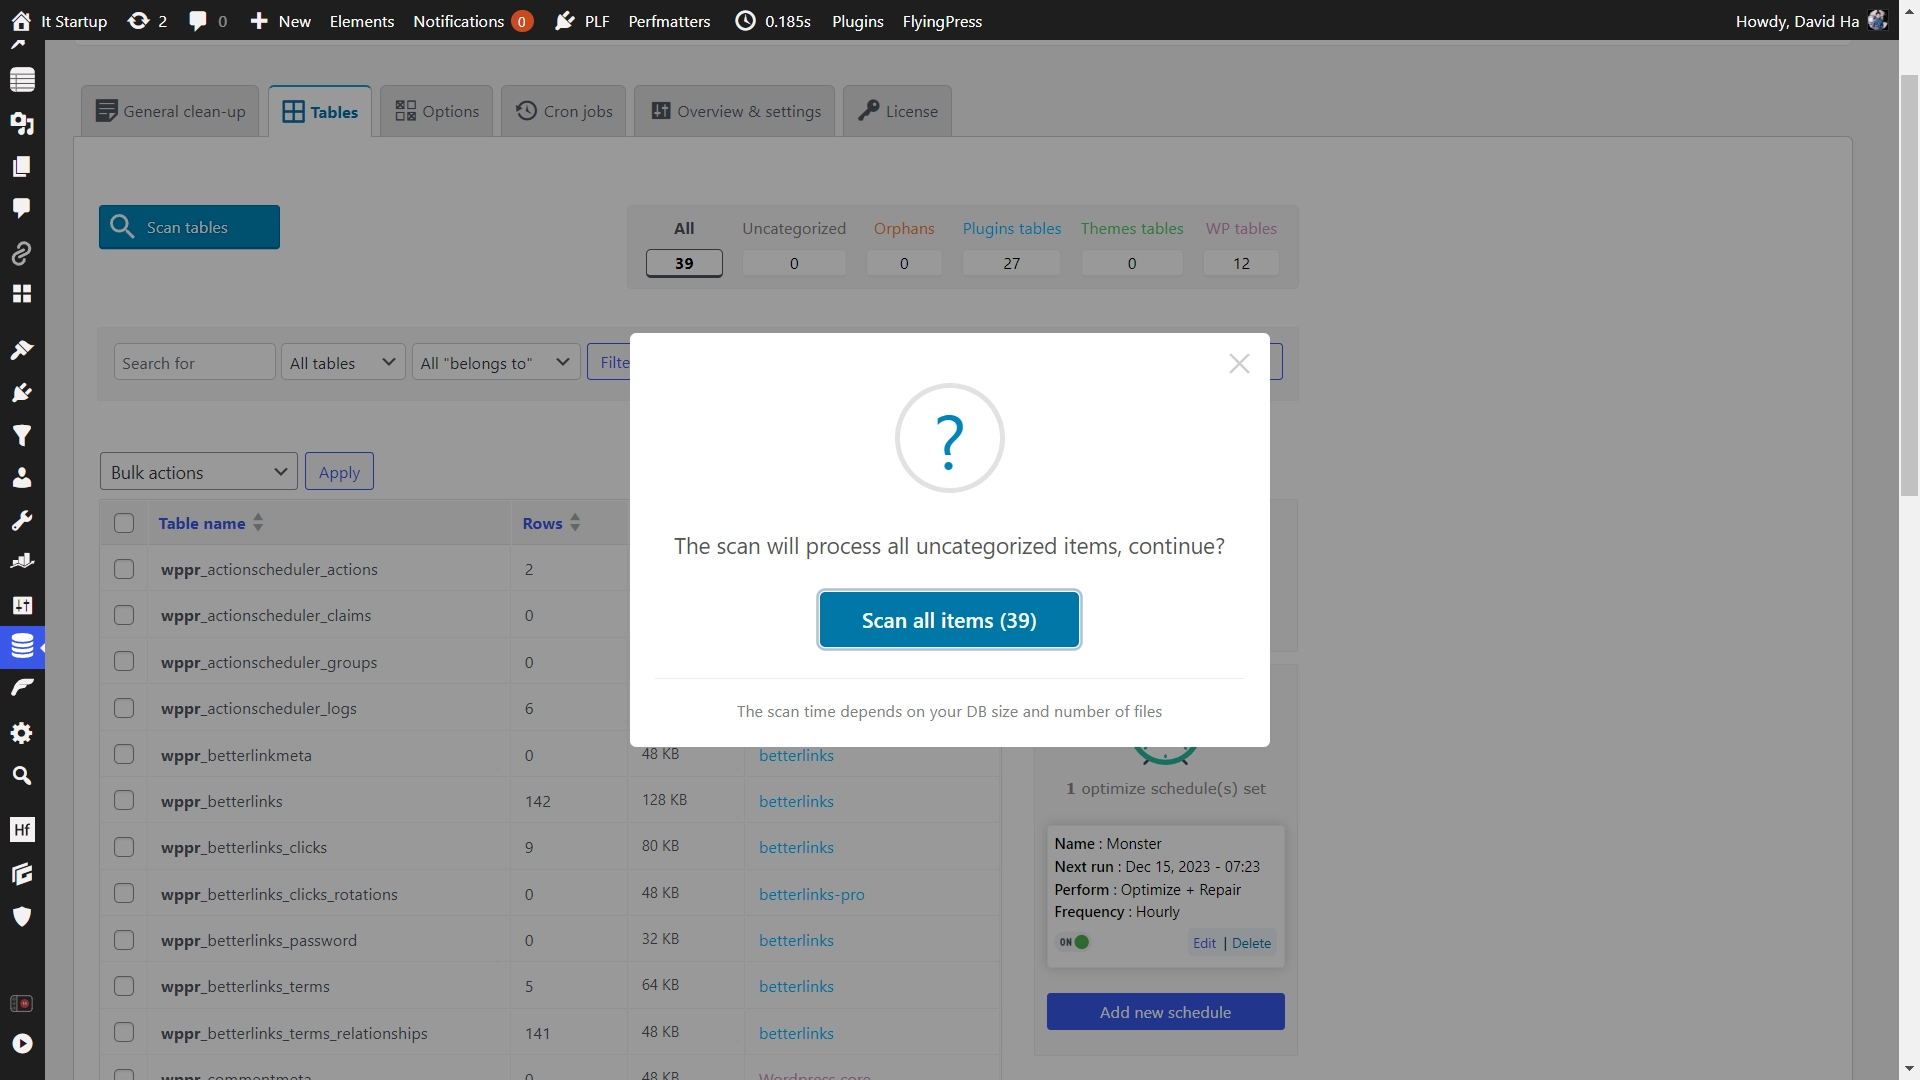 It Startup 2 0 New Elements Notifications 0 PLF Perfmatters 0.185s Plugins FlyingPress Howdy, David Ha
General clean-up Tables Options Cron jobs Overview & settings License
Scan tables
All Uncategorized Orphans Plugins tables Themes tables WP tables
39 0 0 27 0 12
Search for All tables All "belongs to" Filte
The scan will process all uncategorized items, continue?
Scan all items (39)
The scan time depends on your DB size and number of files
Bulk actions Apply
Table name Rows
wppr_actionscheduler_actions 2
wppr_actionscheduler_claims 0
wppr_actionscheduler_groups 0
wppr_actionscheduler_logs 6
wppr_betterlinkmeta 0 48 KB betterlinks
wppr_betterlinks 142 128 KB betterlinks
wppr_betterlinks_clicks 9 80 KB betterlinks
wppr_betterlinks_clicks_rotations 0 48 KB betterlinks-pro
wppr_betterlinks_password 0 32 KB betterlinks
wppr_betterlinks_terms 5 64 KB betterlinks
wppr_betterlinks_terms_relationships 141 48 KB betterlinks
wppr_commentmeta 0 48 KB Wordpress core
1 optimize schedule(s) set
Name : Monster
Next run : Dec 15, 2023 - 07:23
Perform : Optimize + Repair
Frequency : Hourly
ON Edit | Delete
Add new schedule
Hf
?